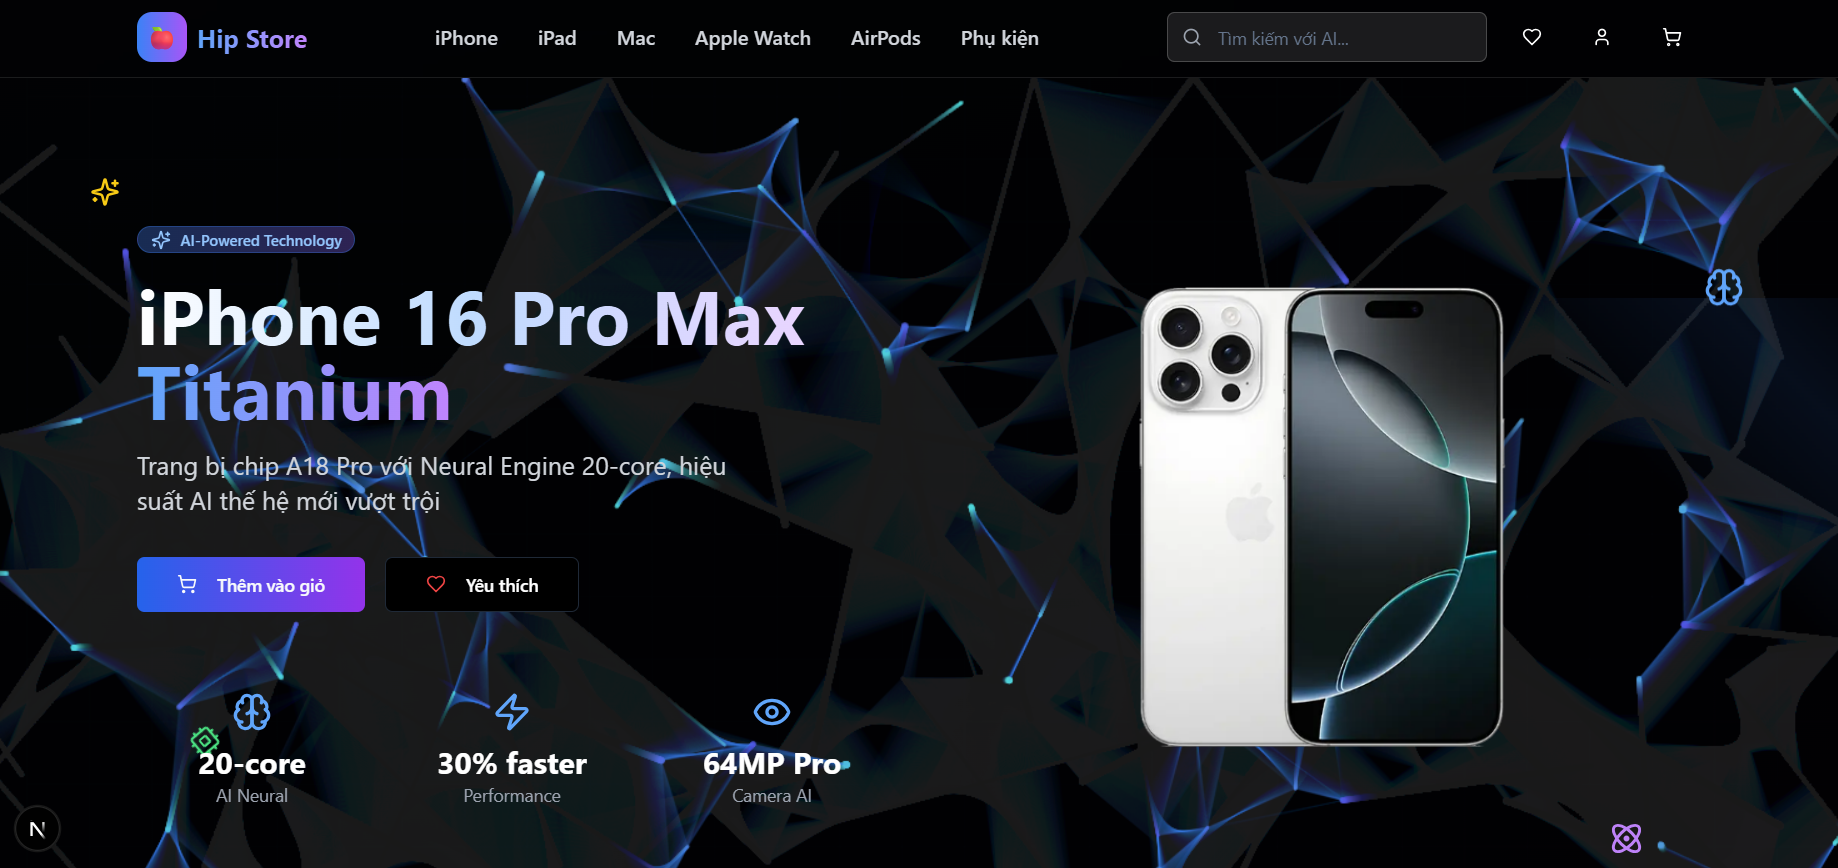 Hip Store
iPhone
iPad
Mac
Apple Watch
AirPods
Phụ kiện
Tìm kiếm với AI...
AI-Powered Technology
iPhone 16 Pro Max
Titanium
Trang bị chip A18 Pro với Neural Engine 20-core, hiệu
suất AI thế hệ mới vượt trội
Thêm vào giỏ
Yêu thích
20-core
AI Neural
30% faster
Performance
64MP Pro
Camera AI
N